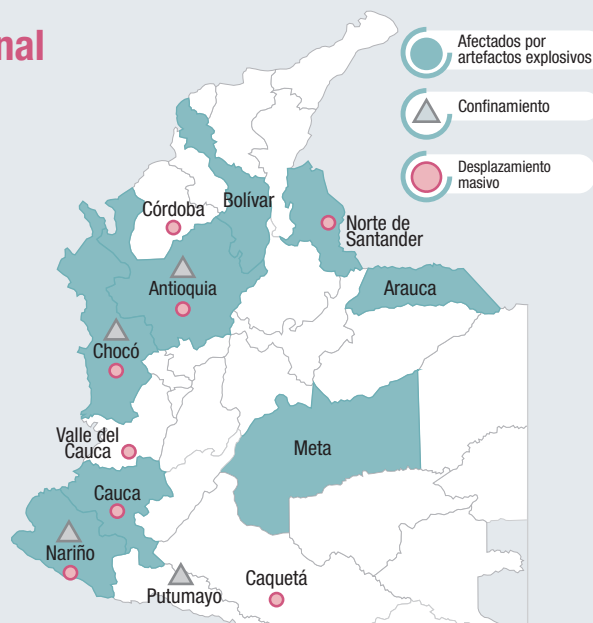 nal
Afectados por
artefactos explosivos
Confinamiento
Desplazamiento
masivo
Córdoba
Bolívar
Norte de
Santander
Antioquia
Arauca
Chocó
Valle del
Cauca
Meta
Cauca
Nariño
Putumayo
Caquetá